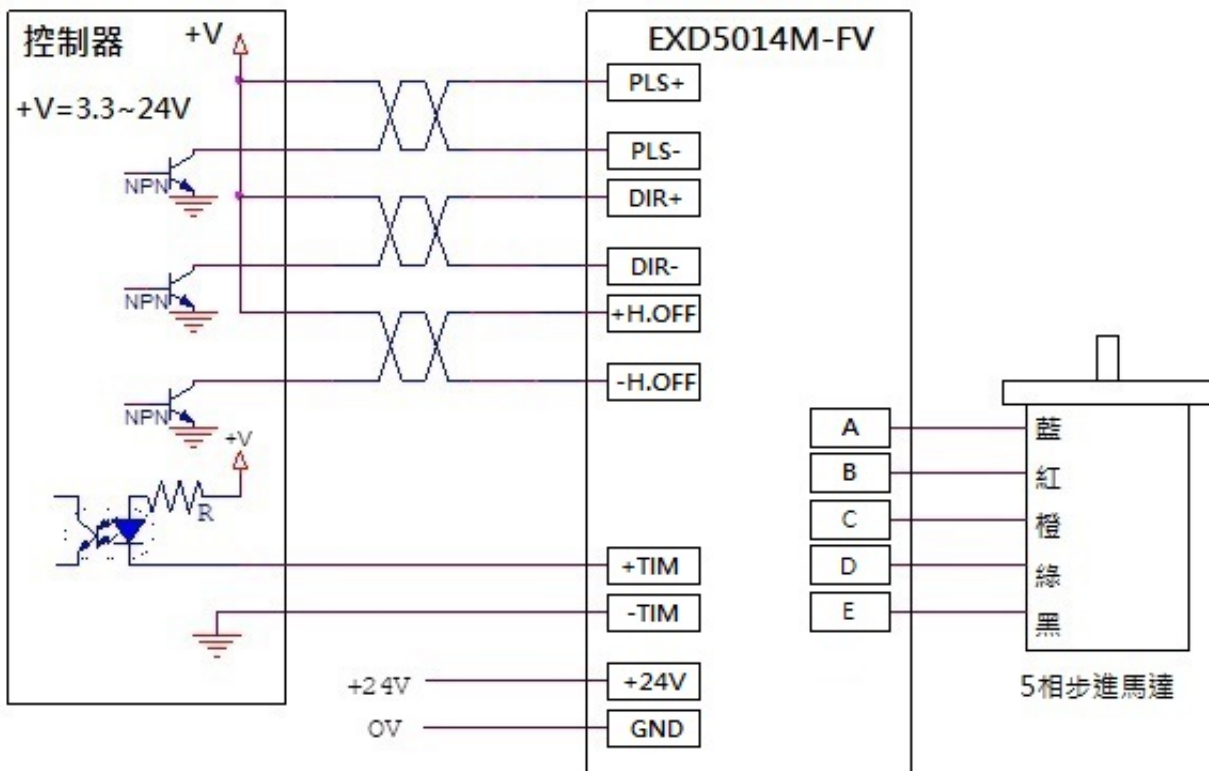 控制器
+V
+V=3.3~24V
NPN
NPN
NPN
+V
R
EXD5014M-FV
PLS+
PLS-
DIR+
DIR-
+H.OFF
-H.OFF
+TIM
-TIM
+24V
+24V
0V
GND
A
B
C
D
E
藍
紅
橙
綠
黑
5相步進馬達